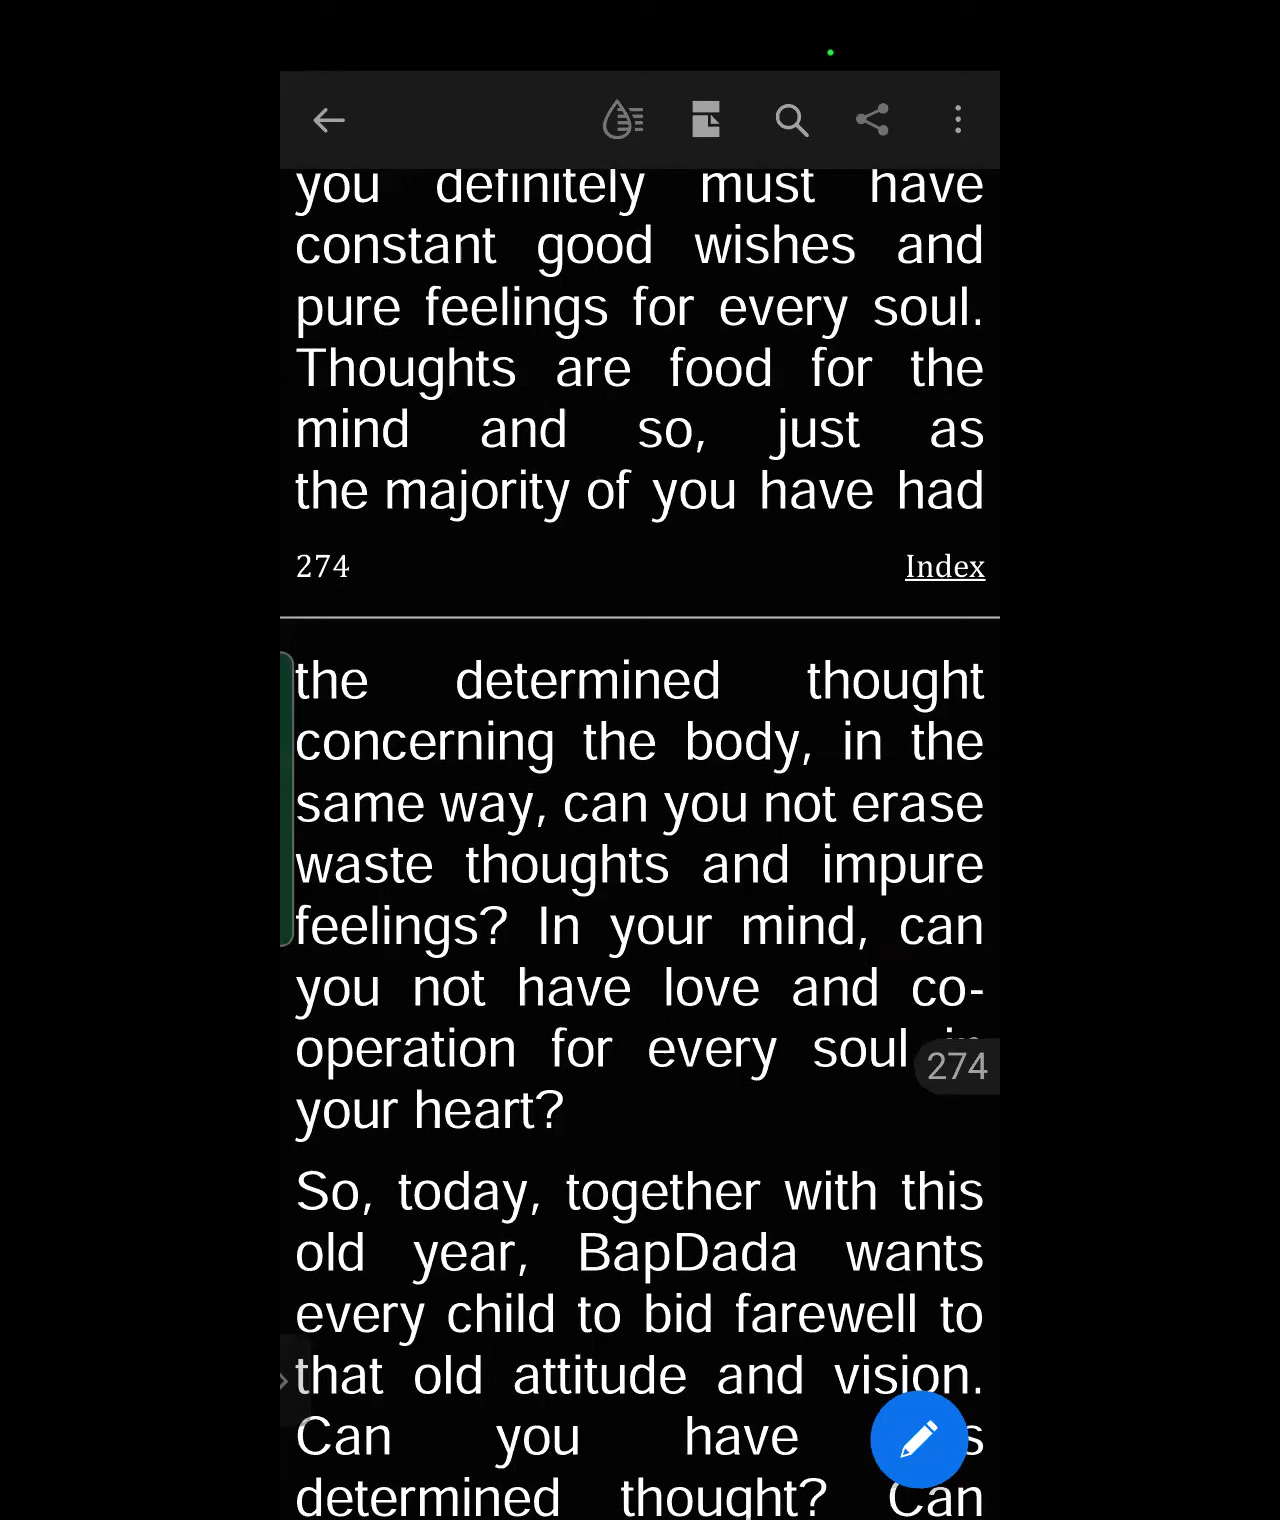 you definitely must have
constant good wishes and
pure feelings for every soul.
Thoughts are food for the
mind and so, just as
the majority of you have had
274 Index
the determined thought
concerning the body, in the
same way, can you not erase
waste thoughts and impure
feelings? In your mind, can
you not have love and co-
operation for every soul
274
your heart?
So, today, together with this
old year, BapDada wants
every child to bid farewell to
that old attitude and vision.
Can you have
determined thought? Can